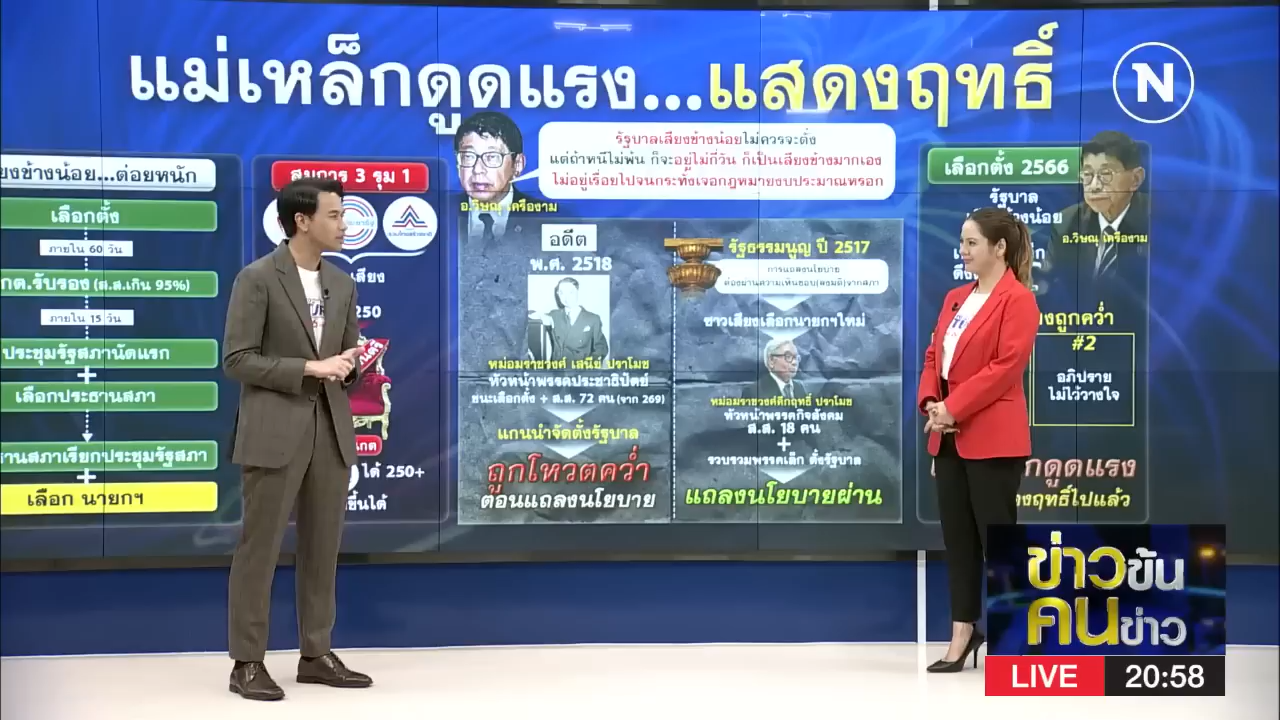 แม่เหล็กดูดแรง...แสดงฤทธิ์
N
ยงข้างน้อย...ต่อยหนัก
เลือกตั้ง
ภายใน 60 วัน
กต.รับรอง (ส.ส.เกิน 95%)
ภายใน 15 วัน
ประชุมรัฐสภานัดแรก
+
เลือกประธานสภา
านสภาเรียกประชุมรัฐสภา
+
เลือก นายกฯ
สมการ 3 รุม 1
เสียง
250
ได้ 250+
ขึ้นได้
รัฐบาลเสียงข้างน้อยไม่ควรจะตั้ง
แต่ถ้าหนีไม่พ้น ก็จะอยู่ไม่กี่วัน ก็เป็นเสียงข้างมากเอง
ไม่อยู่เรื่อยไปจนกระทั่งเจอกฎหมายงบประมาณหรอก
อ.วิษณุ เครืองาม
อดีต
พ.ศ. 2518
หม่อมราชวงศ์ เสนีย์ ปราโมช
หัวหน้าพรรคประชาธิปัตย์
ชนะเลือกตั้ง + ส.ส. 72 คน (จาก 269)
แกนนำจัดตั้งรัฐบาล
ถูกโหวตคว่ำ
ตอนแถลงนโยบาย
รัฐธรรมนูญ ปี 2517
การแถลงนโยบาย
ต้องผ่านความเห็นชอบ(ลงมติ)จากสภา
ซาวเสียงเลือกนายกฯใหม่
หม่อมราชวงศ์คึกฤทธิ์ ปราโมช
หัวหน้าพรรคกิจสังคม
ส.ส. 18 คน
+
รวบรวมพรรคเล็ก ตั้งรัฐบาล
แถลงนโยบายผ่าน
เลือกตั้ง 2566
รัฐบาล
ข้างน้อย
อ.วิษณุ เครืองาม
งถูกคว่ำ
#2
อภิปราย
ไม่ไว้วางใจ
กดูดแรง
งฤทธิ์ไปแล้ว
ข่าวข้น
คนข่าว
LIVE 20:58